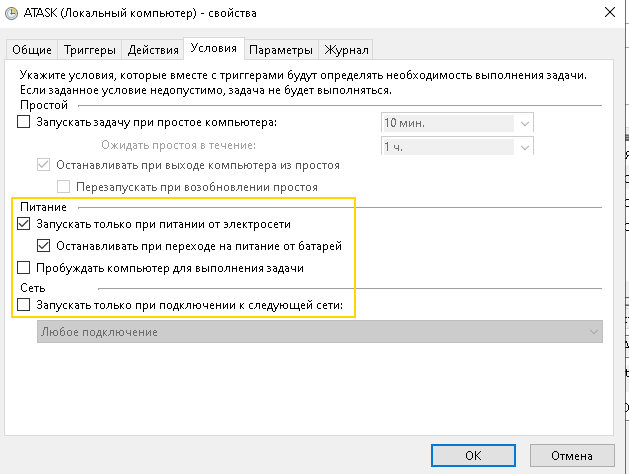 ATASK (Локальный компьютер) - свойства
Общие Триггеры Действия Условия Параметры Журнал
Укажите условия, которые вместе с триггерами будут определять необходимость выполнения задачи.
Если заданное условие недопустимо, задача не будет выполняться.
Простой
Запускать задачу при простое компьютера: 10 мин.
Ожидать простоя в течение: 1 ч.
Останавливать при выходе компьютера из простоя
Перезапускать при возобновлении простоя
Питание
Запускать только при питании от электросети
Останавливать при переходе на питание от батарей
Пробуждать компьютер для выполнения задачи
Сеть
Запускать только при подключении к следующей сети:
Любое подключение
OK Отмена